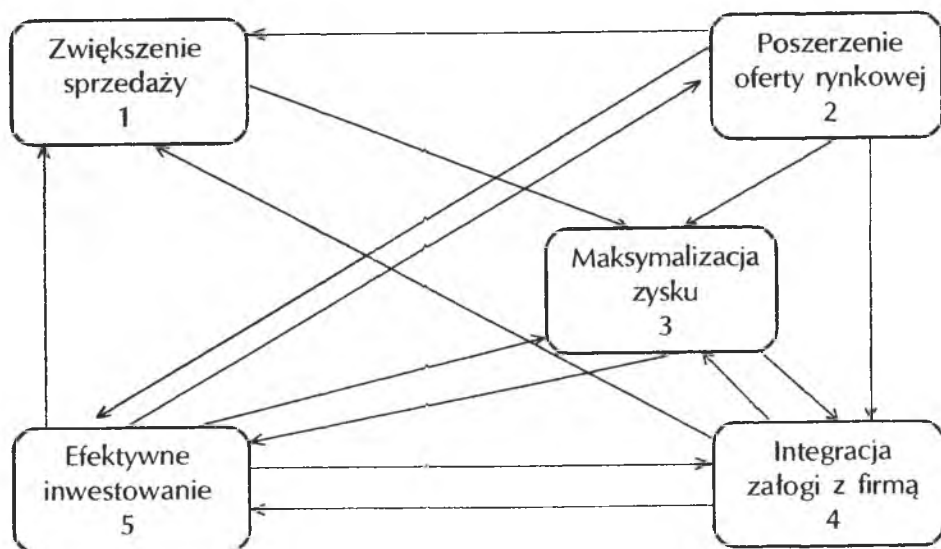 Zwiększenie
sprzedaży
1
Poszerzenie
oferty rynkowej
2
Maksymalizacja
zysku
3
Efektywne
inwestowanie
5
Integracja
załogi z firmą
4